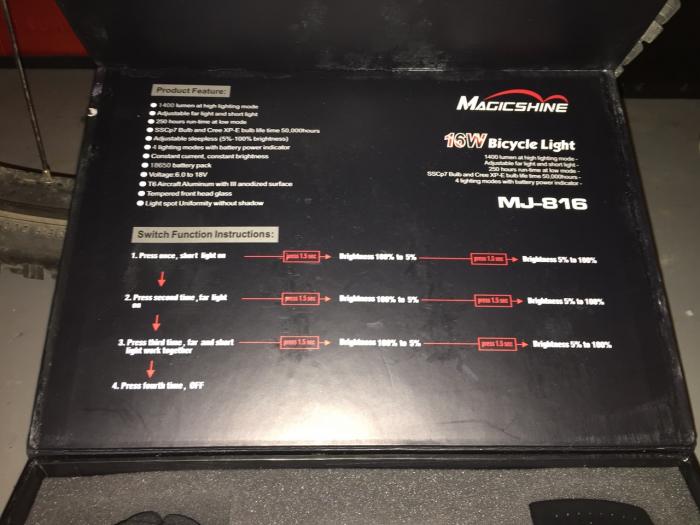 Product Feature:
1400 lumen at high lighting mode
Adjustable far light and short light
250 hours run-time at low mode
SSCp7 Bulb and Cree XP-E bulb life time 50,000hours
Adjustable sleepless (5%-100% brightness)
4 lighting modes with battery power indicator
Constant current, constant brightness
18650 battery pack
Voltage:6.0 to 18V
T6 Aircraft Aluminum with III anodized surface
Tempered front head glass
Light spot Uniformity without shadow
MAGICSHINE
16W Bicycle Light
1400 lumen at high lighting mode -
Adjustable far light and short light -
250 hours run-time at low mode -
SSCp7 Bulb and Cree XP-E bulb life time 50,000hours -
4 lighting modes with battery power indicator -
MJ-816
Switch Function Instructions:
1. Press once, short light on press 1.5 sec Brightness 100% to 5% press 1.5 sec Brightness 5% to 100%
2. Press second time, far light press 1.5 sec Brightness 100% to 5% press 1.5 sec Brightness 5% to 100%
on
3. Press third time, far and short press 1.5 sec Brightness 100% to 5% press 1.5 sec Brightness 5% to 100%
light work together
4. Press fourth time, OFF